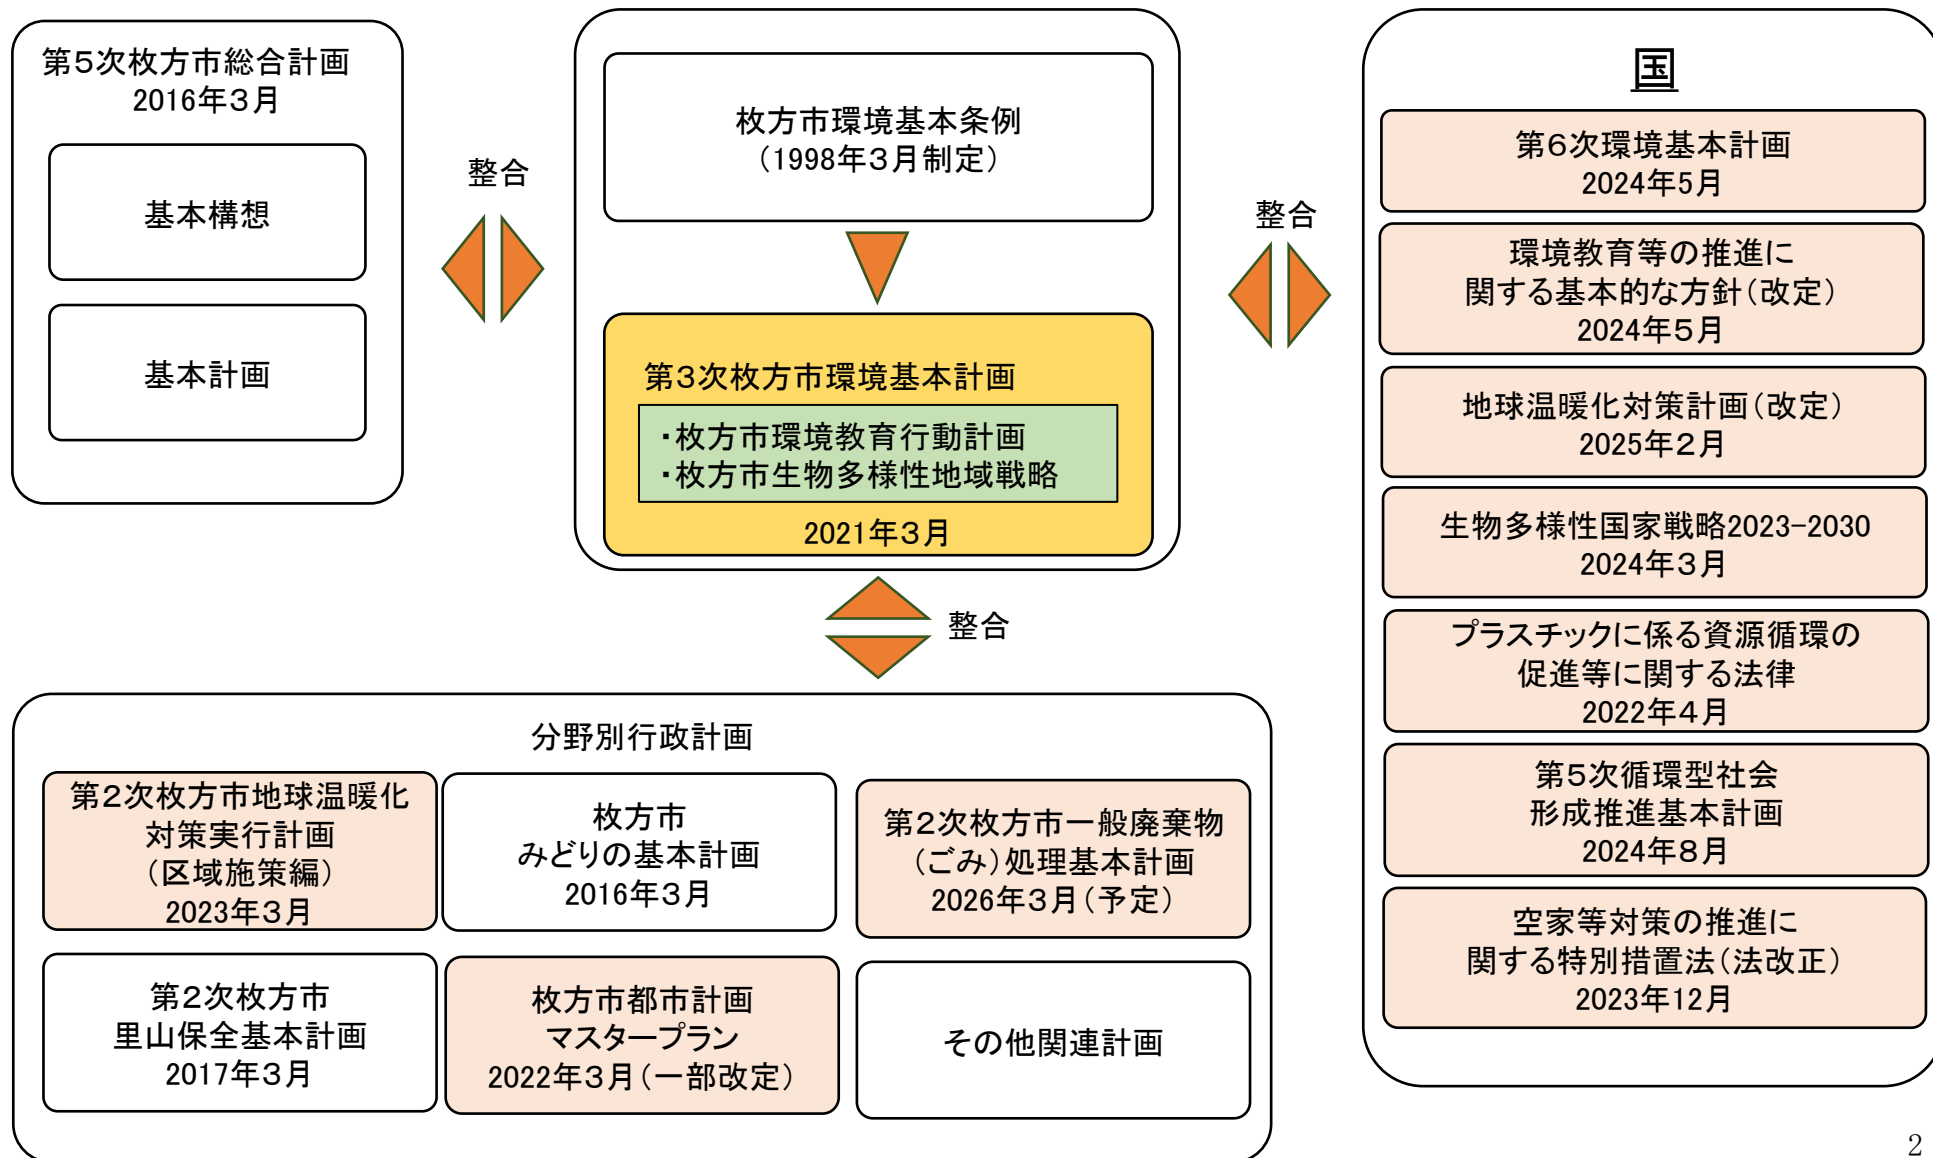 第5次枚方市総合計画
2016年3月
基本構想
基本計画
整合
枚方市環境基本条例
(1998年3月制定)
第3次枚方市環境基本計画
・枚方市環境教育行動計画
・枚方市生物多様性地域戦略
2021年3月
整合
整合
国
第6次環境基本計画
2024年5月
環境教育等の推進に
関する基本的な方針(改定)
2024年5月
地球温暖化対策計画(改定)
2025年2月
生物多様性国家戦略2023-2030
2024年3月
プラスチックに係る資源循環の
促進等に関する法律
2022年4月
第5次循環型社会
形成推進基本計画
2024年8月
空家等対策の推進に
関する特別措置法(法改正)
2023年12月
分野別行政計画
第2次枚方市地球温暖化
対策実行計画
(区域施策編)
2023年3月
枚方市
みどりの基本計画
2016年3月
第2次枚方市一般廃棄物
(ごみ)処理基本計画
2026年3月(予定)
第2次枚方市
里山保全基本計画
2017年3月
枚方市都市計画
マスタープラン
2022年3月(一部改定)
その他関連計画
2